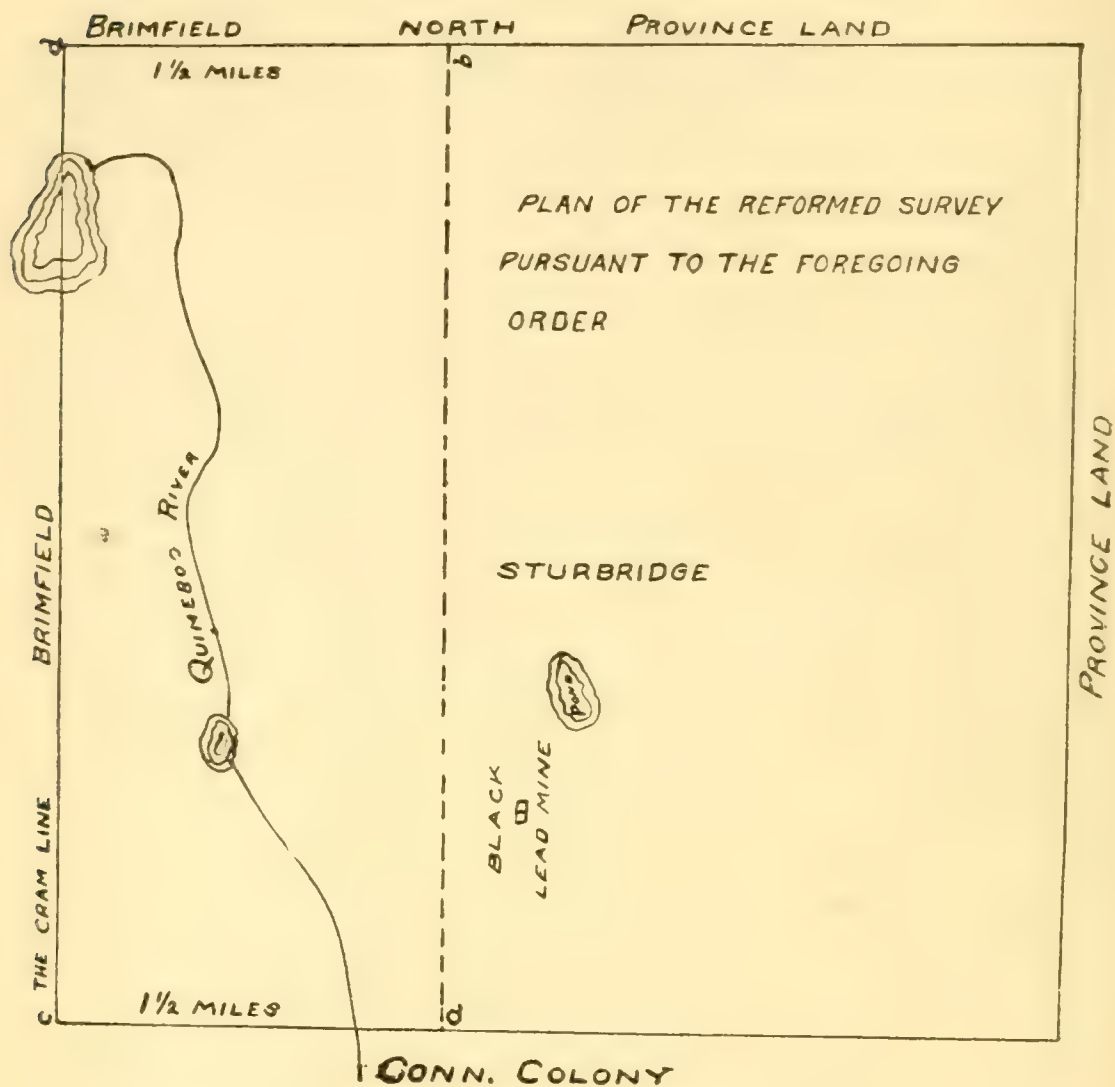 BRIMFIELD NORTH PROVINCE LAND
d b
1½ MILES
PLAN OF THE REFORMED SURVEY
PURSUANT TO THE FOREGOING
ORDER
BRIMFIELD
QUINEBOO RIVER
STURBRIDGE
PROVINCE LAND
POND
BLACK
LEAD MINE
C THE CRAM LINE
1½ MILES
a
CONN. COLONY